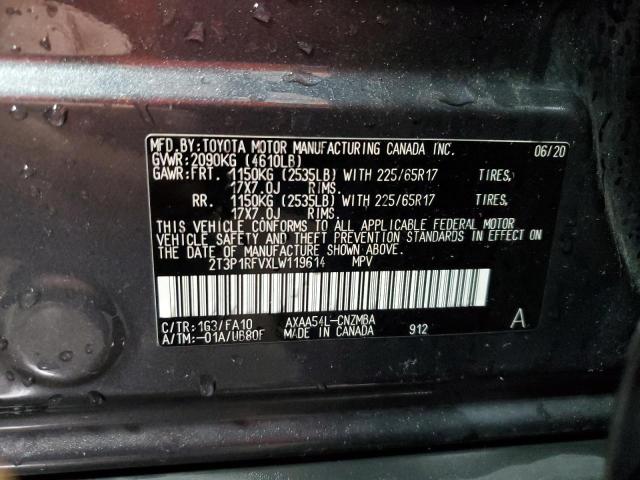 MFD.BY:TOYOTA MOTOR MANUFACTURING CANADA INC. 06/20
GVWR:2090KG (4610LB)
GAWR:FRT. 1150KG (2535LB) WITH 225/65R17 TIRES,
17X7.0J RIMS.
RR. 1150KG (2535LB) WITH 225/65R17 TIRES,
17X7.0J RIMS.
THIS VEHICLE CONFORMS TO ALL APPLICABLE FEDERAL MOTOR
VEHICLE SAFETY AND THEFT PREVENTION STANDARDS IN EFFECT ON
THE DATE OF MANUFACTURE SHOWN ABOVE.
2T3P1RFVXLW119614 MPV
C/TR:1G3/FA10 AXAA54L-CNZMBA A
A/TM:-01A/UB80F MADE IN CANADA 912